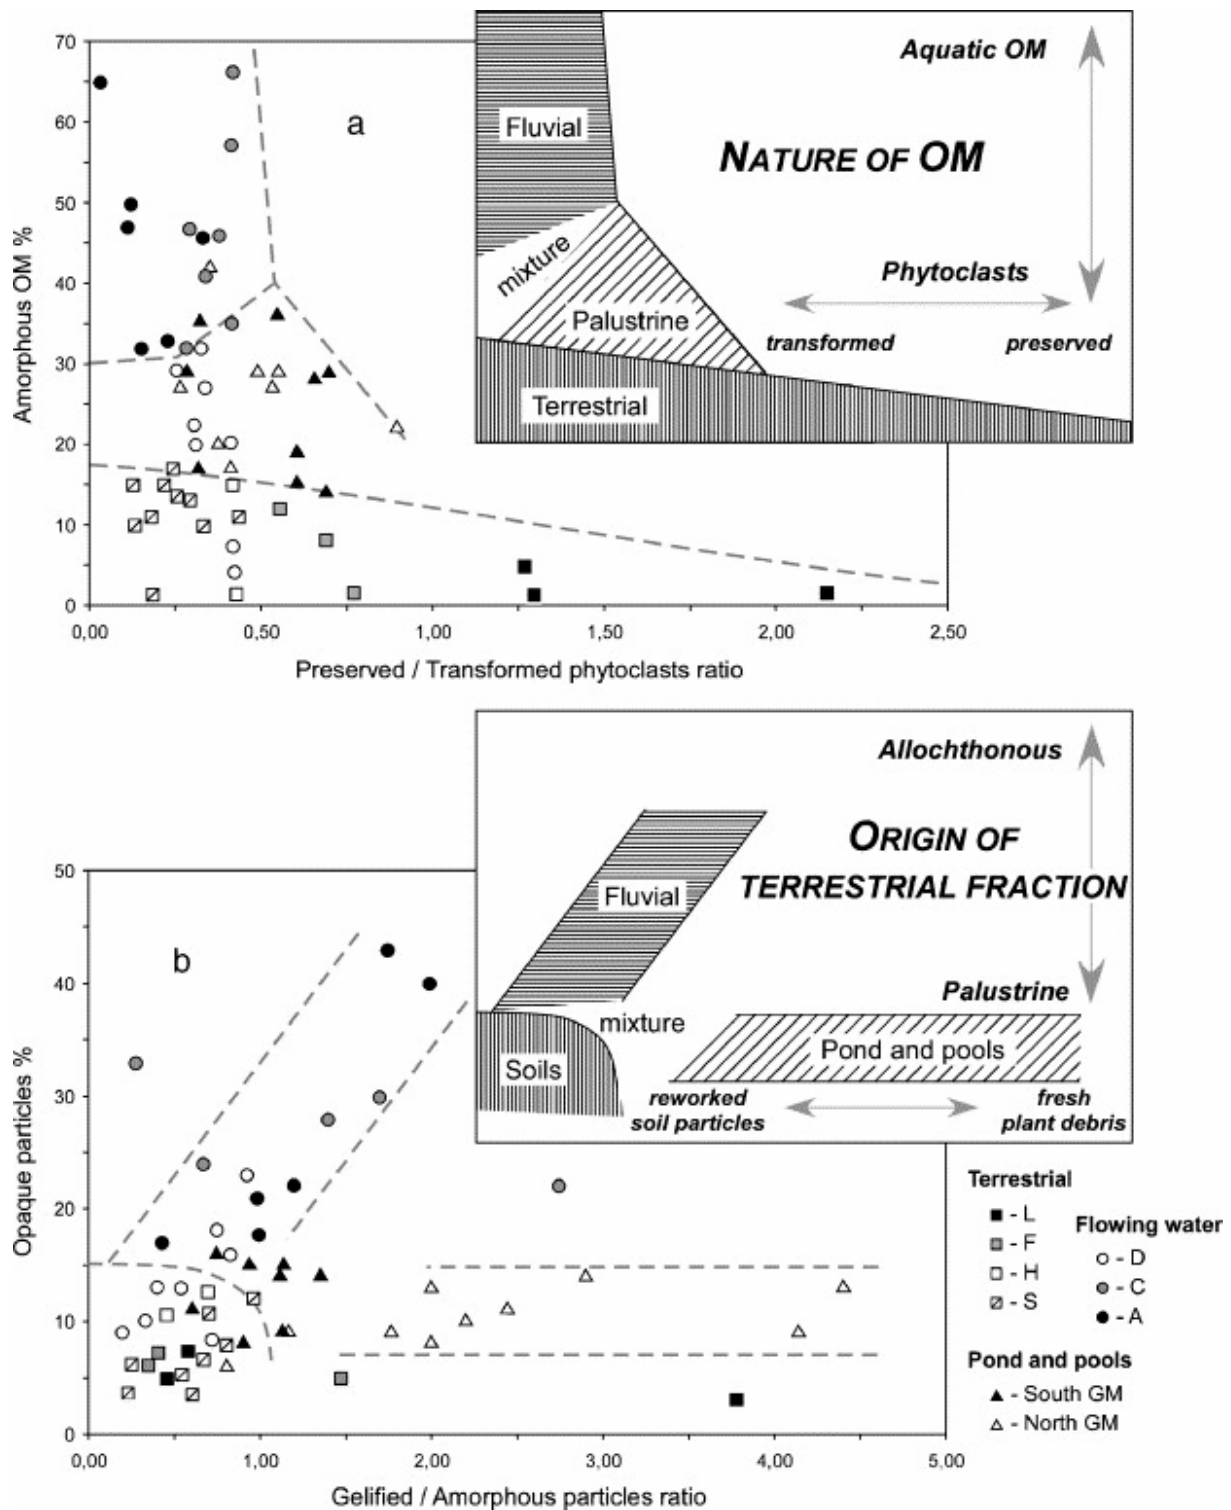 70
60
50
40
30
20
10
0
Amorphous OM %
a
0,00
0,50
1,00
1,50
2,00
2,50
Preserved / Transformed phytoclasts ratio
Aquatic OM
Fluvial
NATURE OF OM
mixture
Phytoclasts
Palustrine
transformed
preserved
Terrestrial
50
40
30
20
10
0
Opaque particles %
b
0,00
1,00
2,00
3,00
4,00
5,00
Gelified / Amorphous particles ratio
Allochthonous
ORIGIN OF
TERRESTRIAL FRACTION
Fluvial
Palustrine
mixture
Pond and pools
Soils
reworked
soil particles
fresh
plant debris
Terrestrial
- L
- F
- H
- S
Flowing water
- D
- C
- A
Pond and pools
- South GM
- North GM